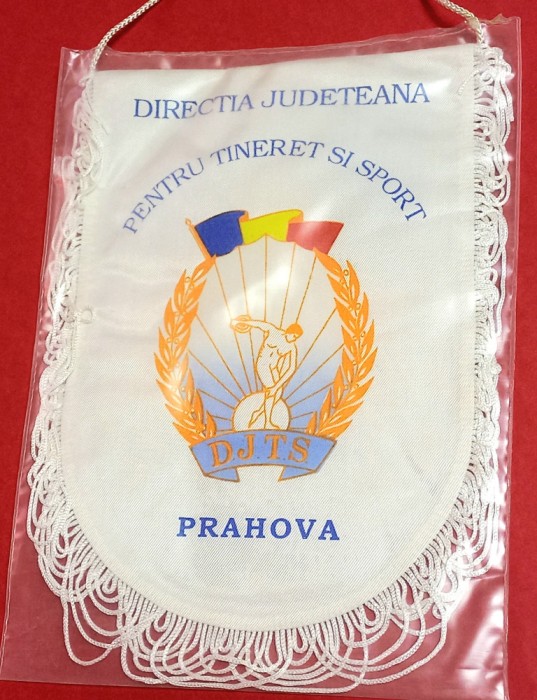 DIRECTIA JUDETEANA
PENTRU TINERET SI SPORT
D.J.T.S
PRAHOVA